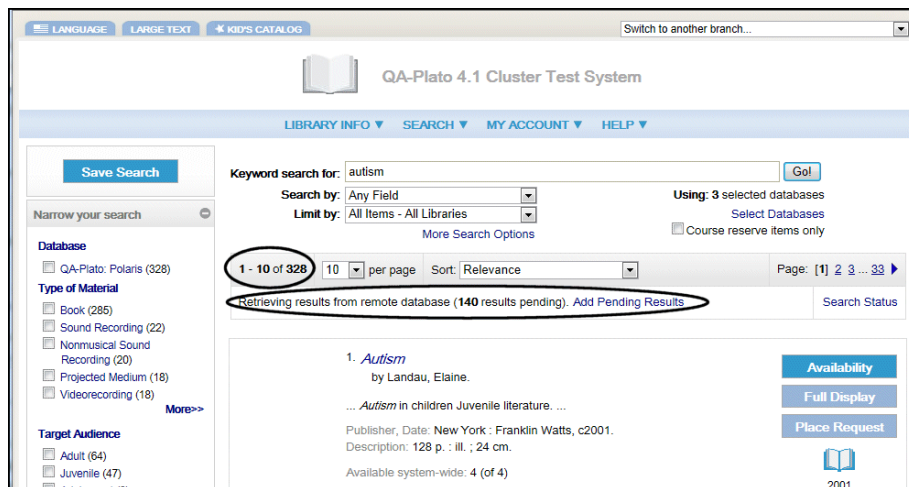 LANGUAGE LARGE TEXT KID'S CATALOG Switch to another branch...
QA-Plato 4.1 Cluster Test System
LIBRARY INFO ▼ SEARCH ▼ MY ACCOUNT ▼ HELP ▼
Save Search
Narrow your search
Database
QA-Plato: Polaris (328)
Type of Material
Book (285)
Sound Recording (22)
Nonmusical Sound
Recording (20)
Projected Medium (18)
Videorecording (18)
More>>
Target Audience
Adult (64)
Juvenile (47)
Keyword search for: autism Go!
Search by: Any Field Using: 3 selected databases
Limit by: All Items - All Libraries Select Databases
More Search Options Course reserve items only
1 - 10 of 328 10 per page Sort: Relevance Page: [1] 2 3 ... 33
Retrieving results from remote database (140 results pending). Add Pending Results Search Status
1. Autism
by Landau, Elaine.
... Autism in children Juvenile literature. ...
Publisher, Date: New York : Franklin Watts, c2001.
Description: 128 p. : ill. ; 24 cm.
Available system-wide: 4 (of 4)
Availability
Full Display
Place Request
2001